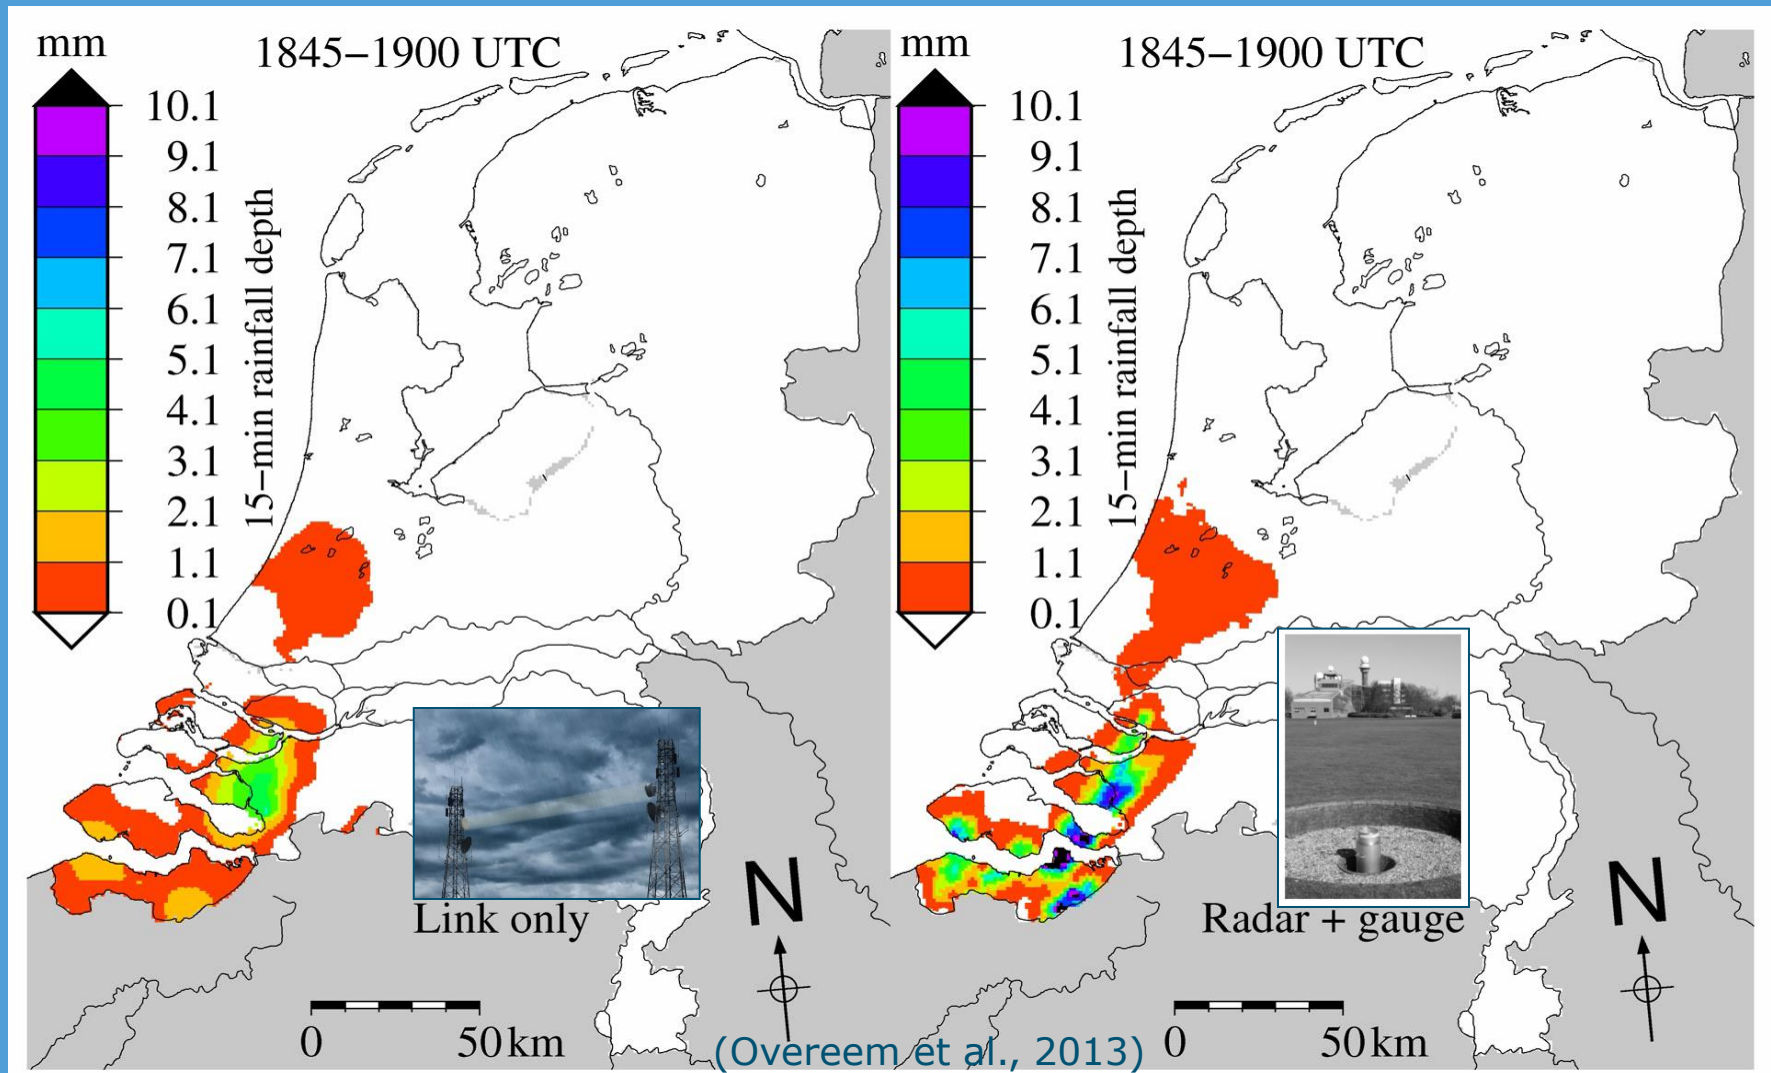 mm
1845–1900 UTC
10.1
9.1
8.1
7.1
6.1
5.1
4.1
3.1
2.1
1.1
0.1
15–min rainfall depth
Link only
N
0 50 km
mm
1845–1900 UTC
10.1
9.1
8.1
7.1
6.1
5.1
4.1
3.1
2.1
1.1
0.1
15–min rainfall depth
Radar + gauge
N
0 50 km
(Overeem et al., 2013)